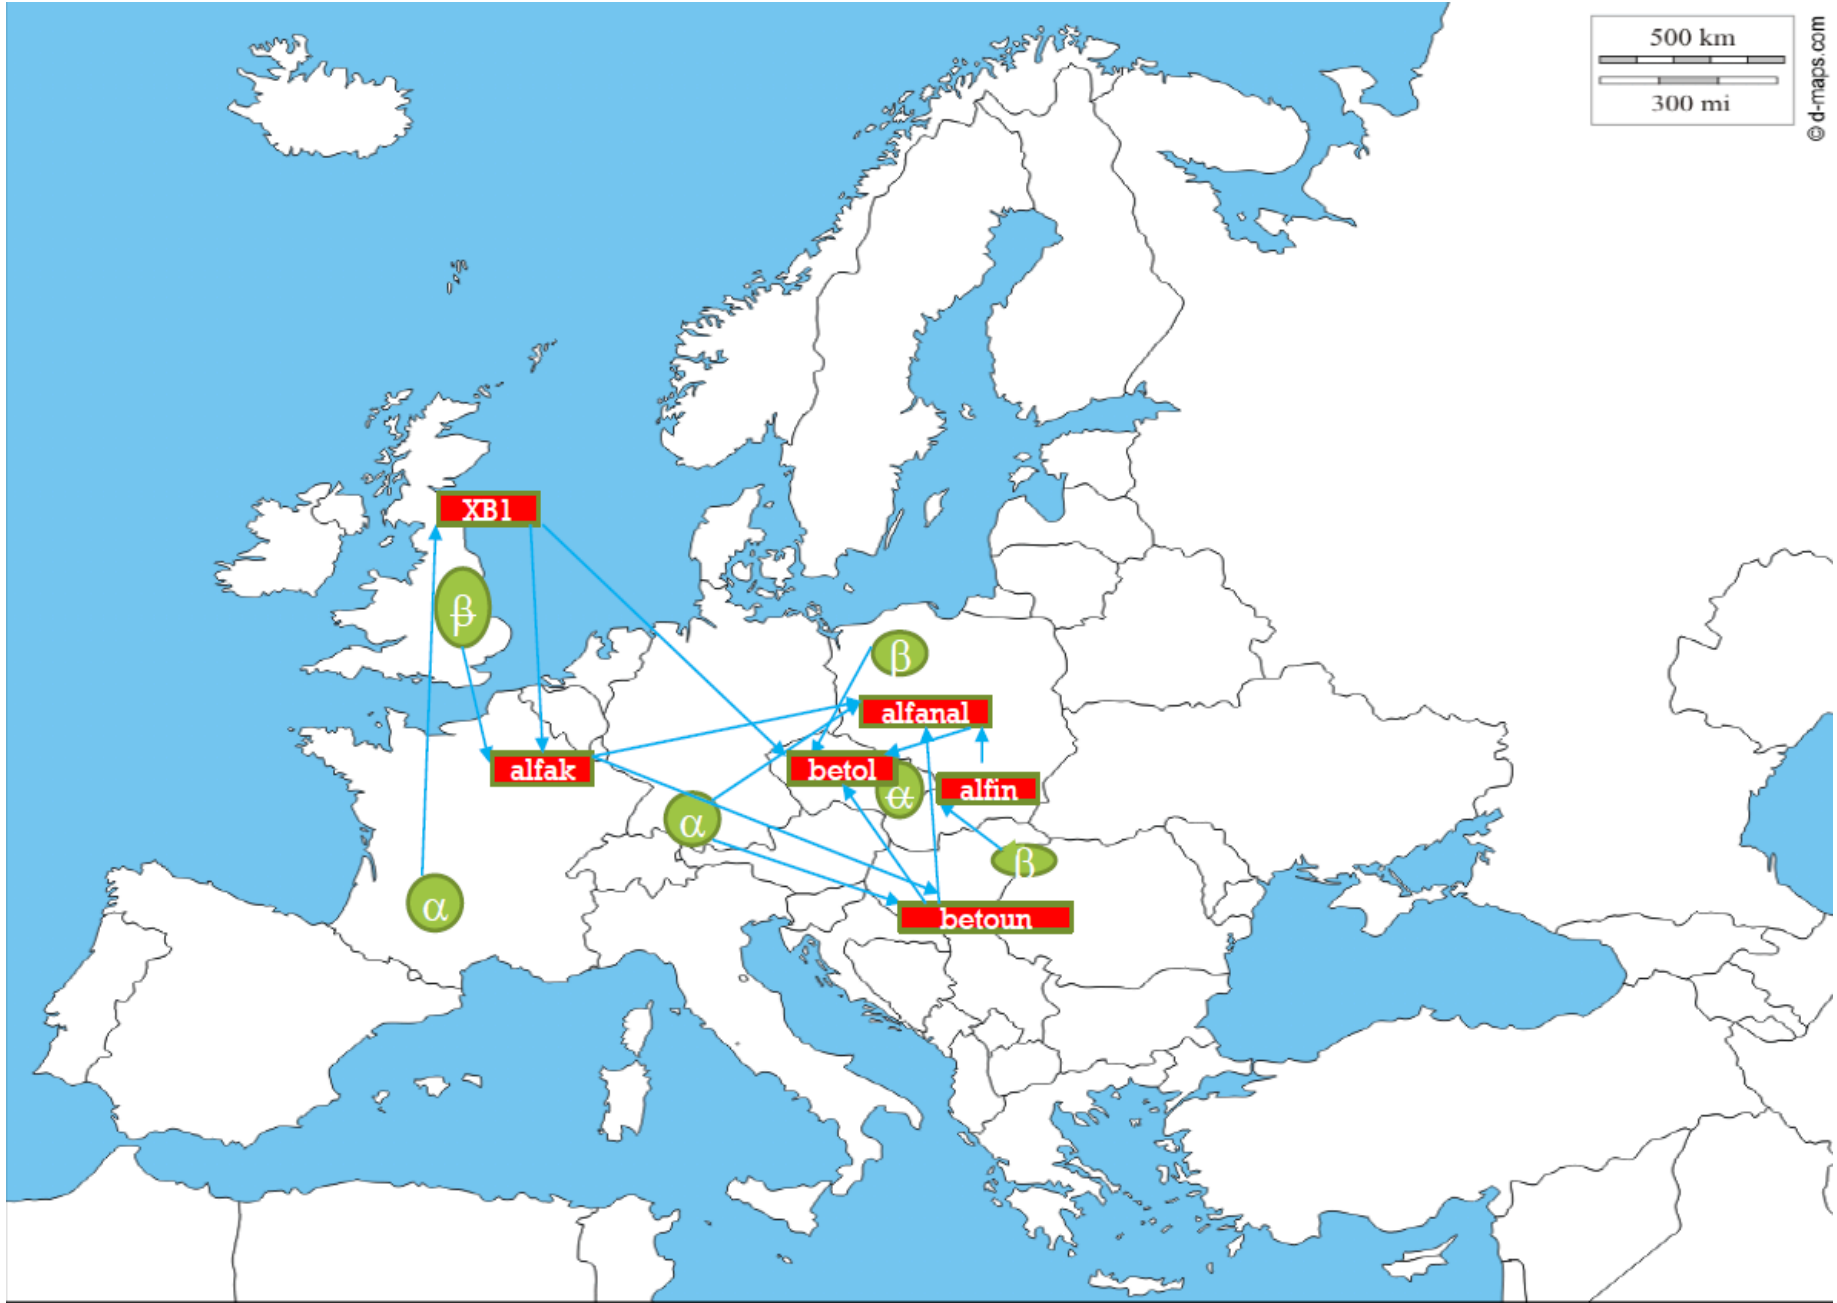 500 km
300 mi
© d-maps.com
XB1
β
β
alfanal
alfak
betol
α
alfin
α
β
α
betoun